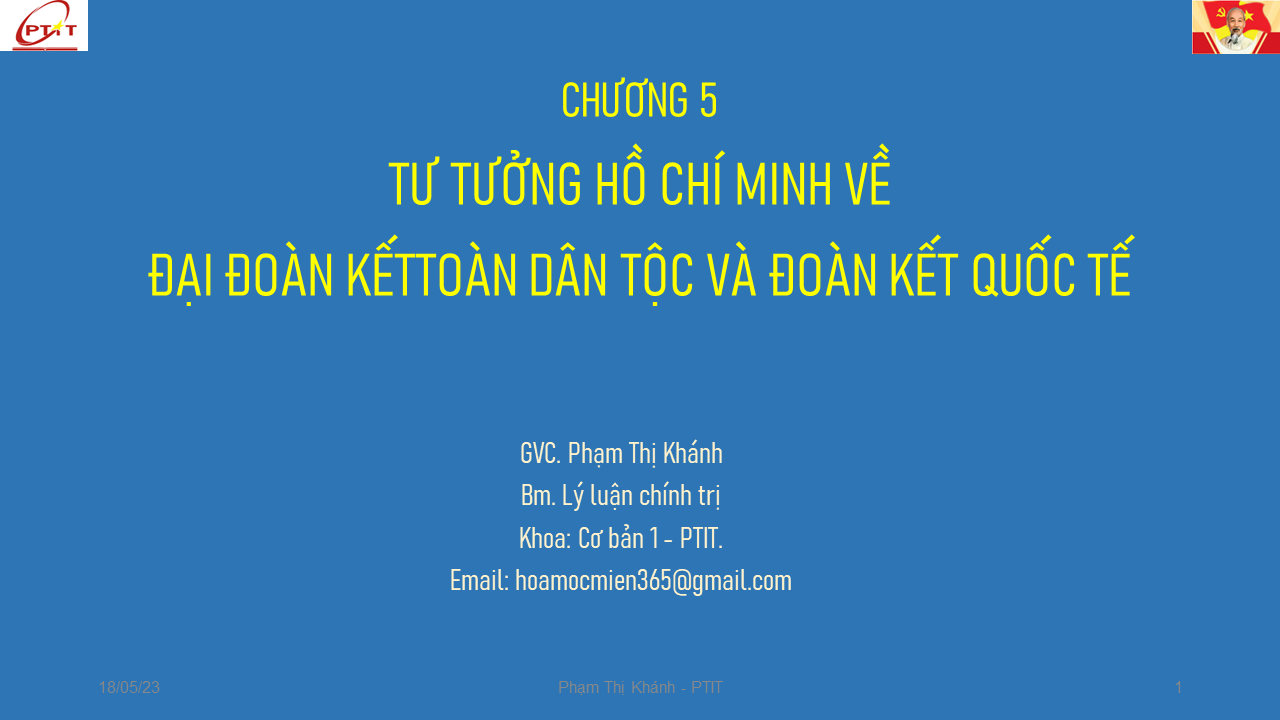 PTIT
CHƯƠNG 5
TƯ TƯỞNG HỒ CHÍ MINH VỀ
ĐẠI ĐOÀN KẾTTOÀN DÂN TỘC VÀ ĐOÀN KẾT QUỐC TẾ
GVC. Phạm Thị Khánh
Bm. Lý luận chính trị
Khoa: Cơ bản 1 - PTIT.
Email: hoamocmien365@gmail.com
18/05/23
Phạm Thị Khánh - PTIT
1